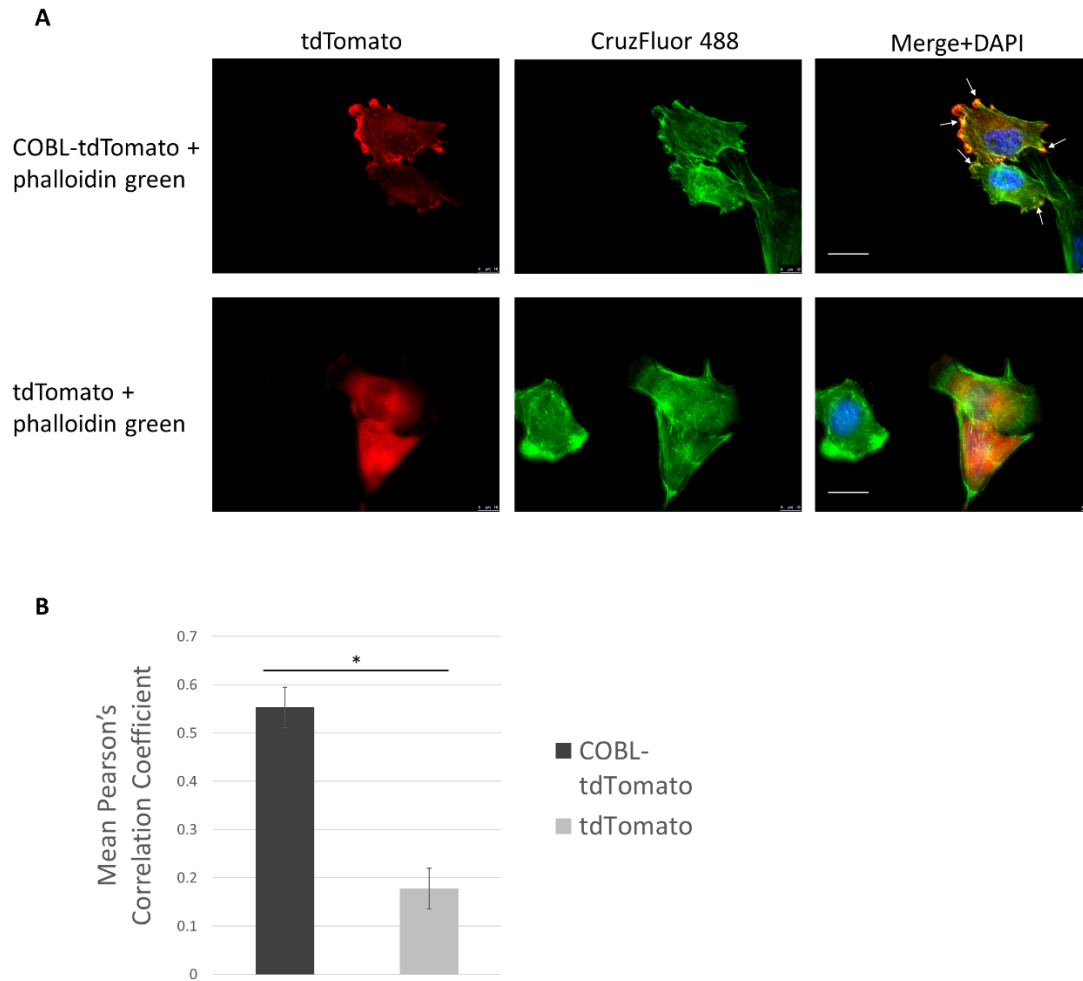 A
tdTomato
CruzFluor 488
Merge+DAPI
COBL-tdTomato +
phalloidin green
tdTomato +
phalloidin green
B
Mean Pearson's
Correlation Coefficient
0.7
0.6
0.5
0.4
0.3
0.2
0.1
0
*
COBL-
tdTomato
tdTomato